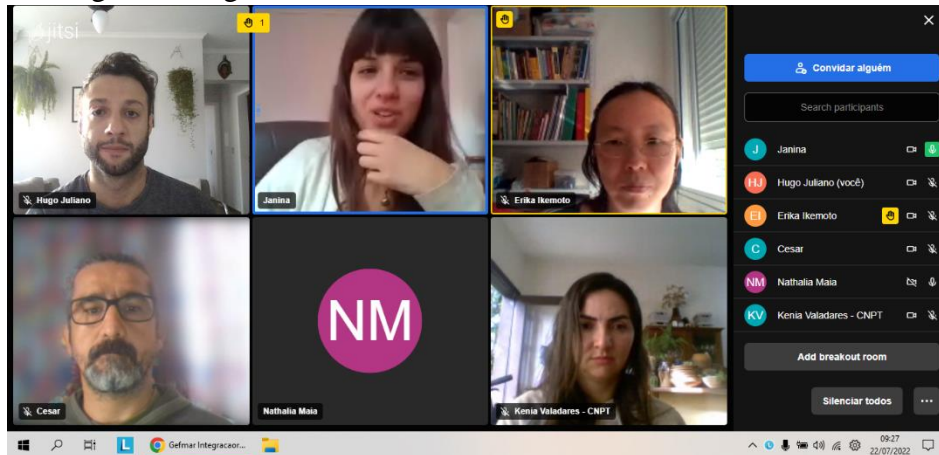 jitsi
1
Hugo Juliano
Janina
Erika Ikemoto
Cesar
NM
Nathalia Maia
Kenia Valadares - CNPT
Convidar alguém
Search participants
J Janina
HJ Hugo Juliano (você)
EI Erika Ikemoto
C Cesar
NM Nathalia Maia
KV Kenia Valadares - CNPT
Add breakout room
Silenciar todos
L Gefmar Integracaor...
09:27
22/07/2022